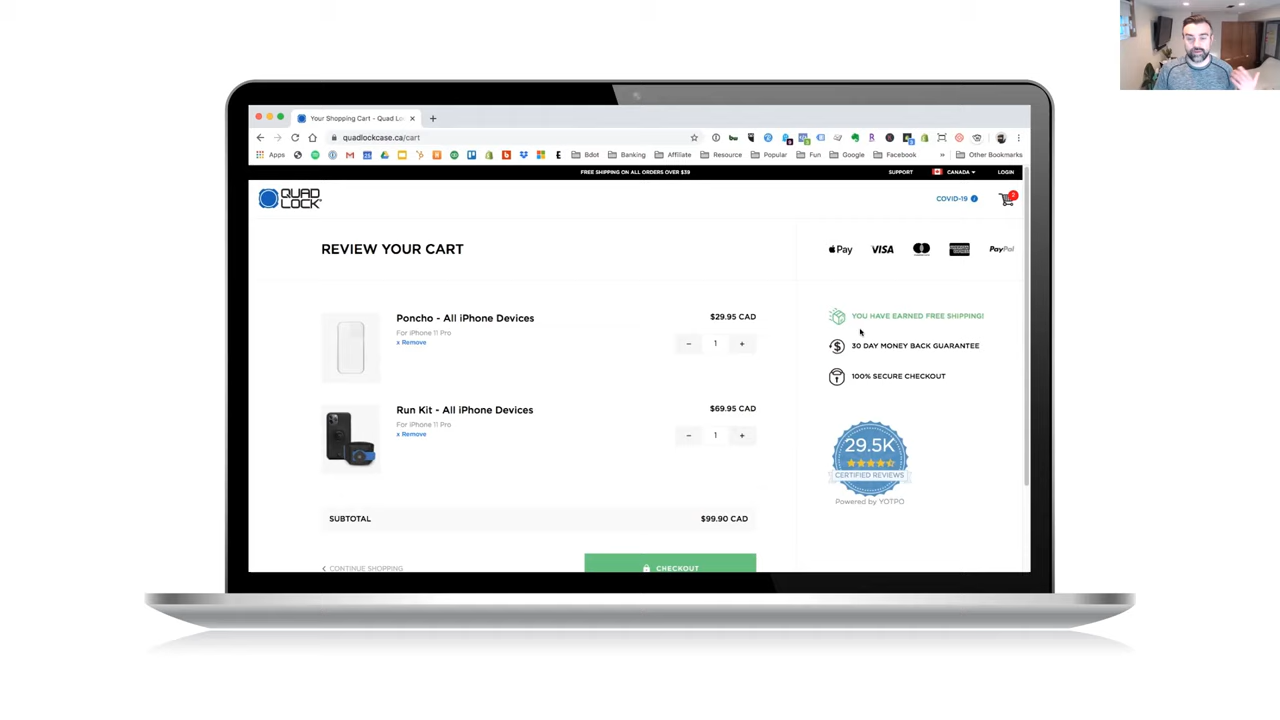 Your Shopping Cart - Quad Lo
quadlockcase.ca/cart
Apps
Bdot
Banking
Affiliate
Resource
Popular
Fun
Google
Facebook
Other Bookmarks
FREE SHIPPING ON ALL ORDERS OVER $39
SUPPORT
CANADA
LOGIN
QUAD
LOCK
COVID-19
2
REVIEW YOUR CART
Pay
VISA
PayPal
Poncho - All iPhone Devices
$29.95 CAD
For iPhone 11 Pro
x Remove
1
YOU HAVE EARNED FREE SHIPPING!
30 DAY MONEY BACK GUARANTEE
100% SECURE CHECKOUT
Run Kit - All iPhone Devices
$69.95 CAD
For iPhone 11 Pro
x Remove
1
29.5K
CERTIFIED REVIEWS
Powered by YOTPO
SUBTOTAL
$99.90 CAD
CONTINUE SHOPPING
CHECKOUT